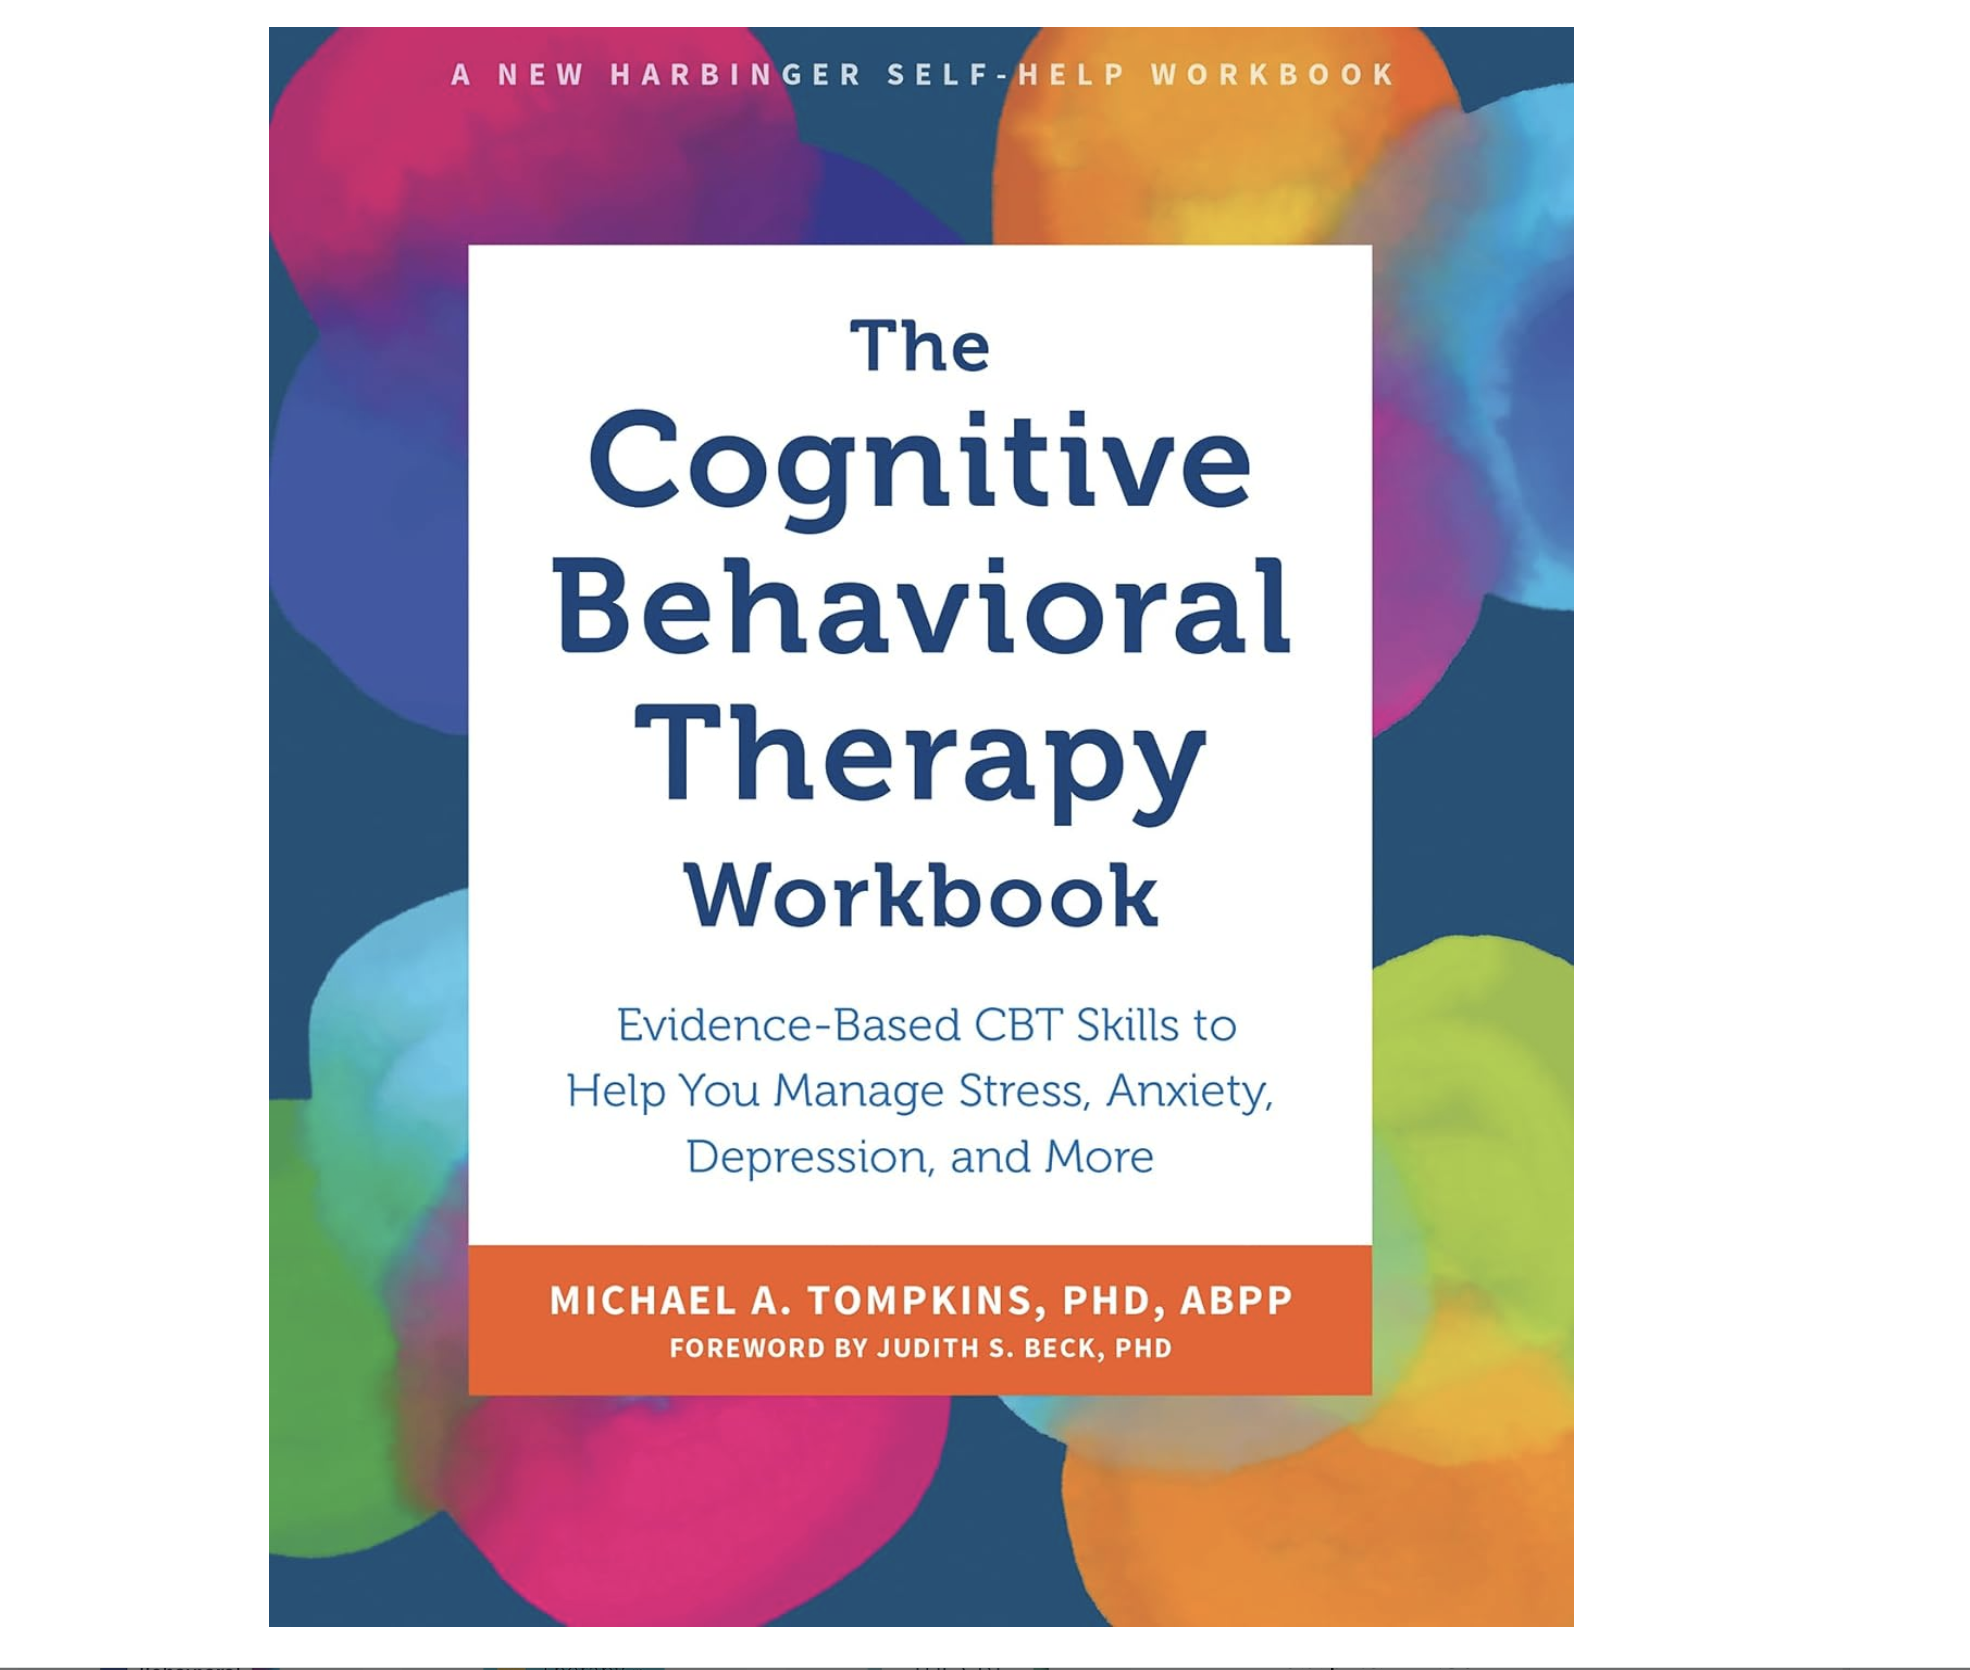 A NEW HARBINGER SELF-HELP WORKBOOK
The
Cognitive
Behavioral
Therapy
Workbook
Evidence-Based CBT Skills to
Help You Manage Stress, Anxiety,
Depression, and More
MICHAEL A. TOMPKINS, PHD, ABPP
FOREWORD BY JUDITH S. BECK, PHD